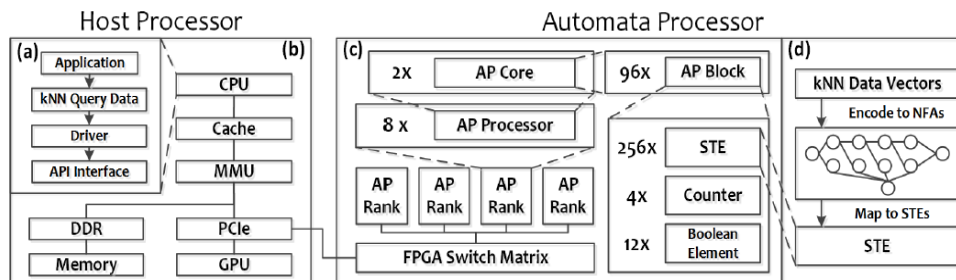 Host Processor
Automata Processor
(a)
Application
kNN Query Data
Driver
API Interface
(b)
CPU
Cache
MMU
DDR
PCIe
Memory
GPU
(c)
2x
AP Core
8 x
AP Processor
AP
Rank
AP
Rank
AP
Rank
AP
Rank
FPGA Switch Matrix
96x
AP Block
256x
STE
4x
Counter
12x
Boolean
Element
(d)
kNN Data Vectors
Encode to NFAs
Map to STEs
STE